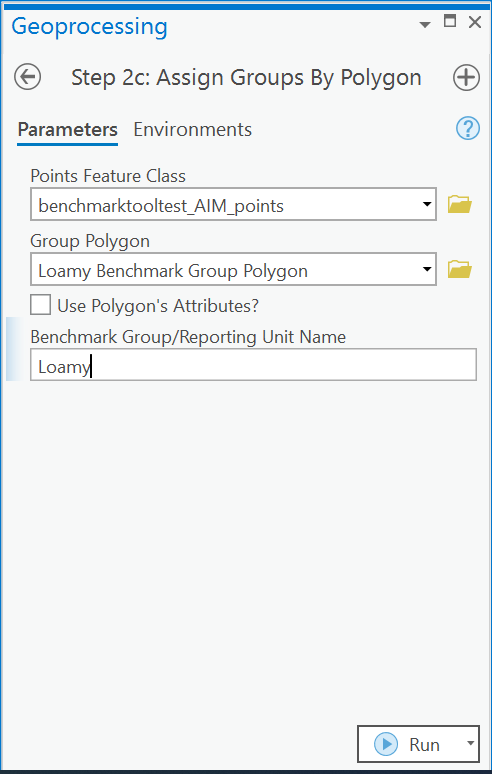 Geoprocessing
Step 2c: Assign Groups By Polygon
Parameters Environments
?
Points Feature Class
benchmarktooltest_AIM_points
Group Polygon
Loamy Benchmark Group Polygon
Use Polygon's Attributes?
Benchmark Group/Reporting Unit Name
Loamy
Run